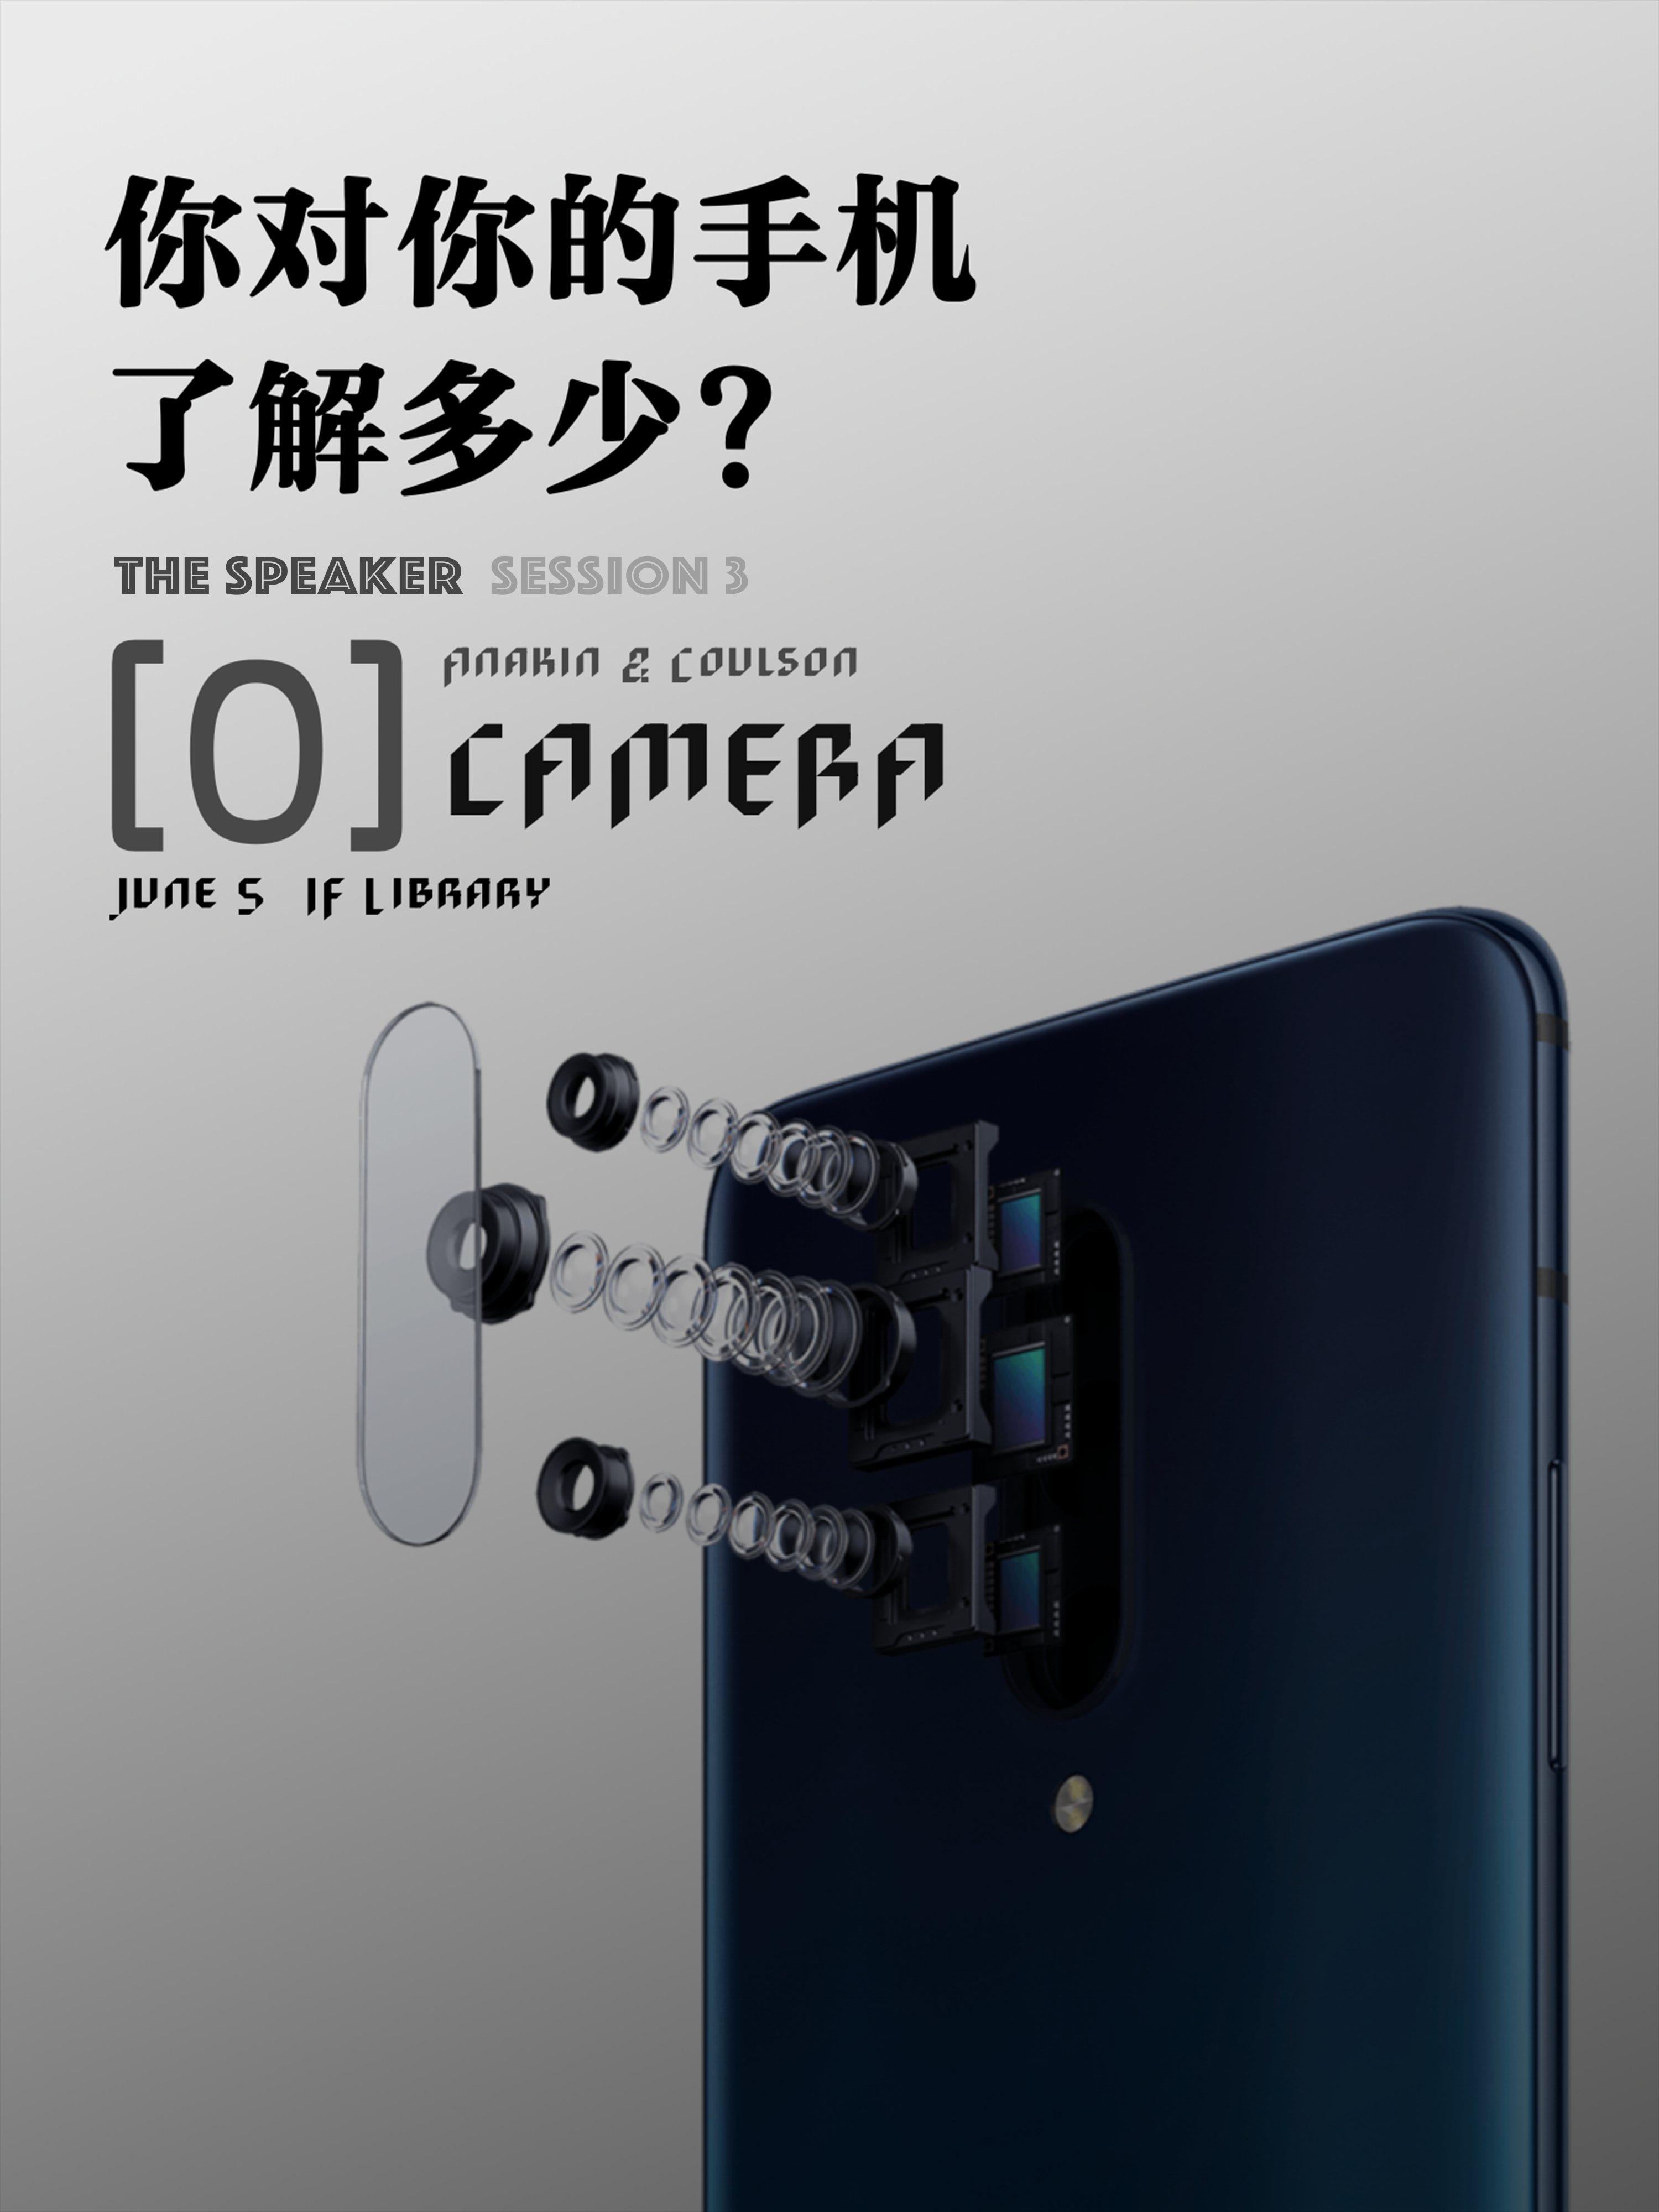 你对你的手机
了解多少?
THE SPEAKER SESSION 3
[O]
ANAKIN & COULSON
CAMERA
JUNE 5 1F LIBRARY